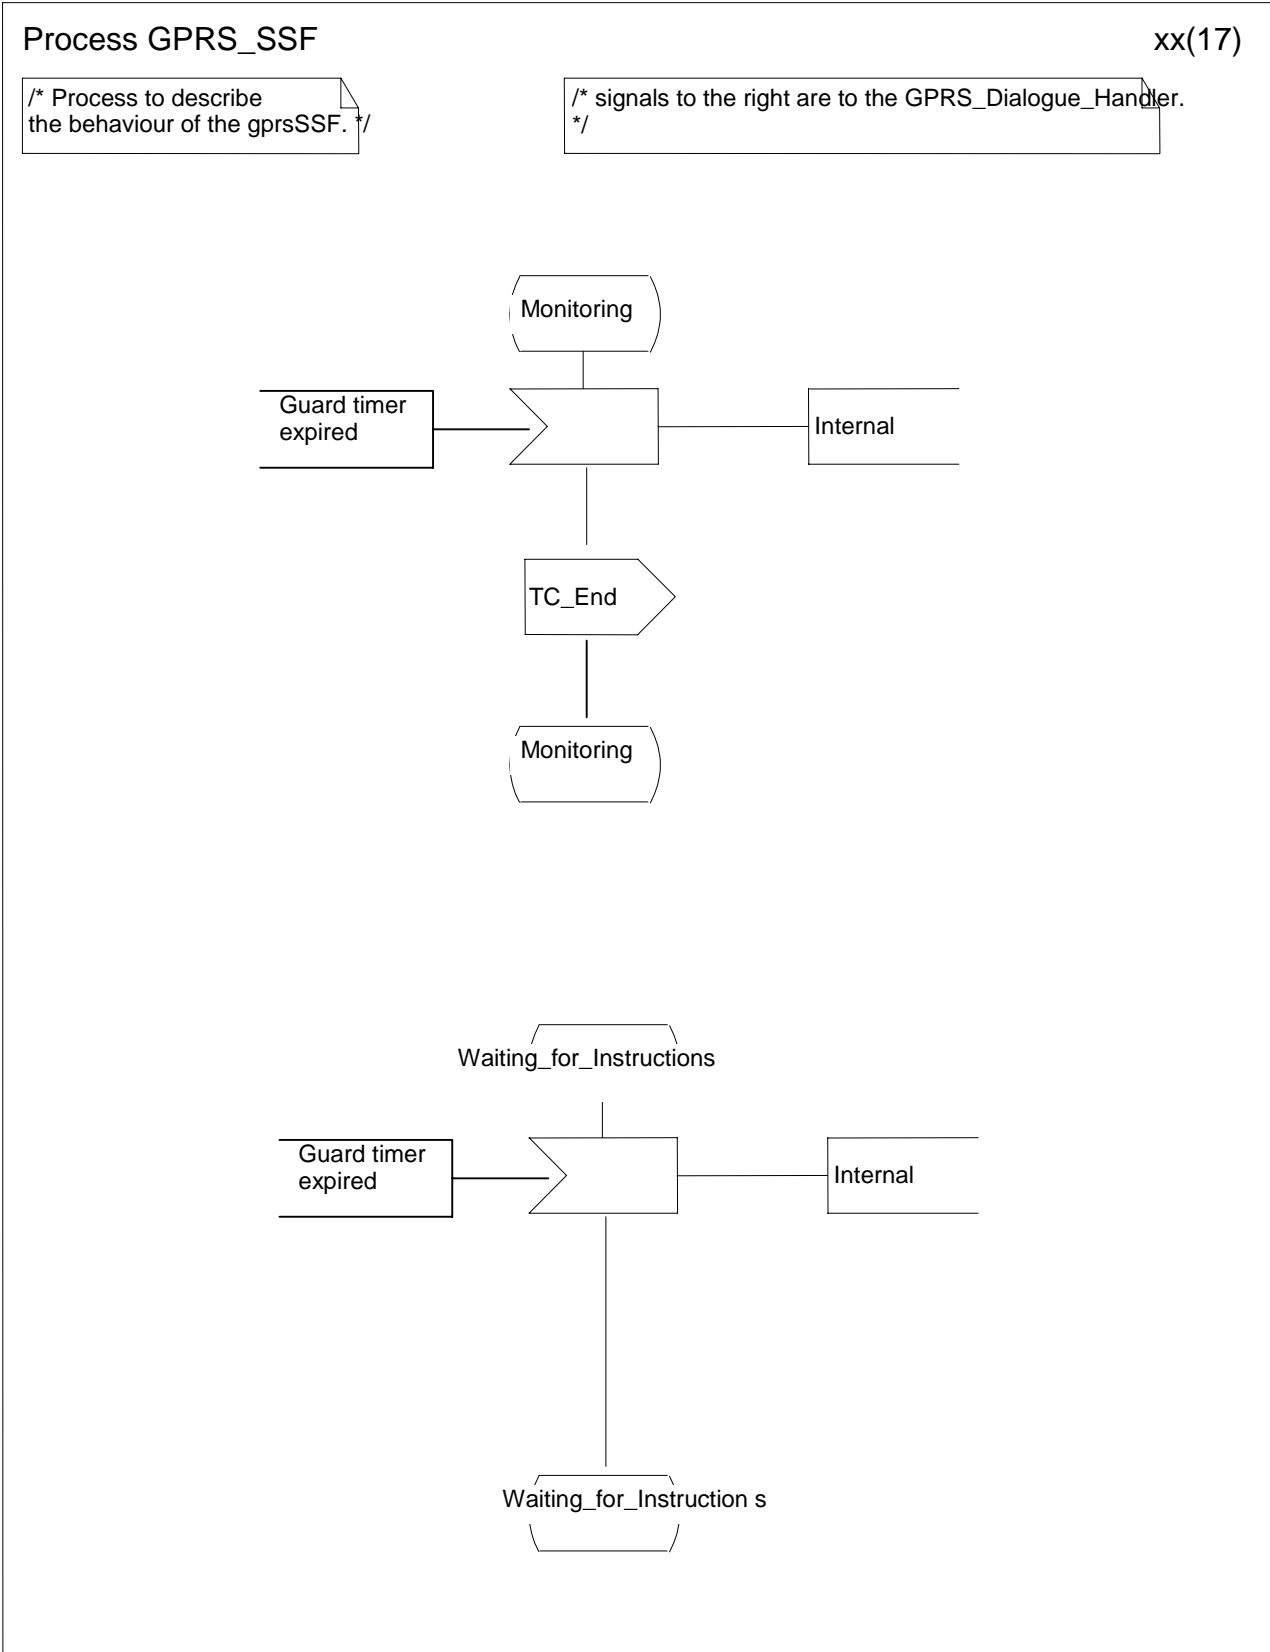 Process GPRS_SSF
xx(17)
/* Process to describe
the behaviour of the gprsSSF. */
/* signals to the right are to the GPRS_Dialogue_Handler.
*/
Monitoring
Guard timer
expired
Internal
TC_End
Monitoring
Waiting_for_Instructions
Guard timer
expired
Internal
Waiting_for_Instruction s